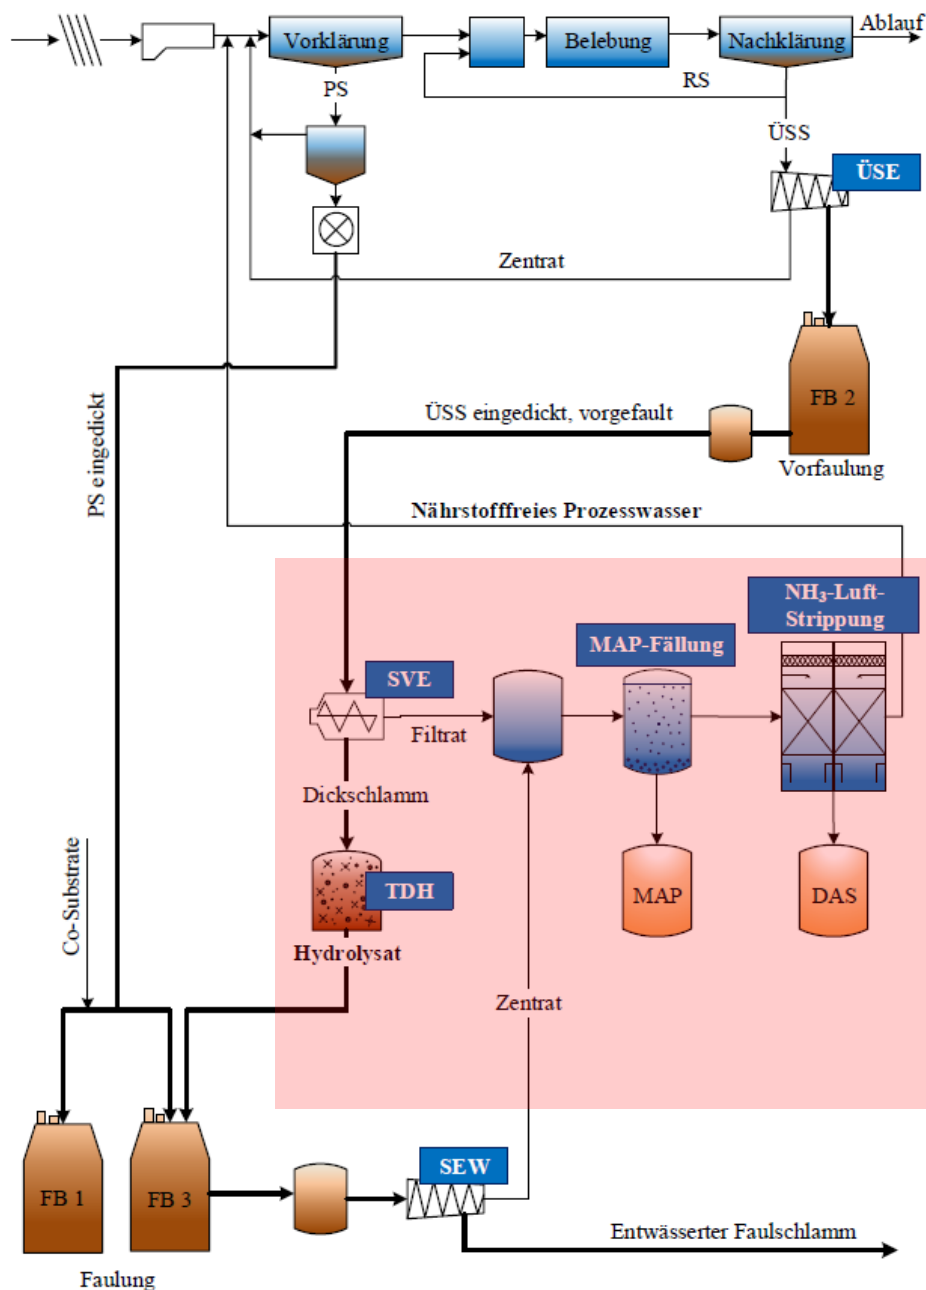 Vorklärung
Belebung
Nachklärung
Ablauf
PS
RS
ÜSS
ÜSE
Zentrat
PS eingedickt
ÜSS eingedickt, vorgefault
FB 2
Vorfaulung
Nährstofffreies Prozesswasser
NH₃-Luft-
Strippung
MAP-Fällung
SVE
Filtrat
Dickschlamm
TDH
MAP
DAS
Co-Substrate
Hydrolysat
Zentrat
FB 1
FB 3
SEW
Entwässerter Faulschlamm
Faulung